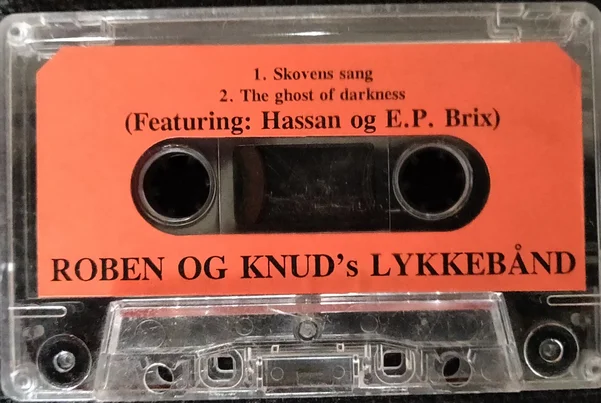 1. Skovens sang
2. The ghost of darkness
(Featuring: Hassan og E.P. Brix)
ROBEN OG KNUD's LYKKEBÅND